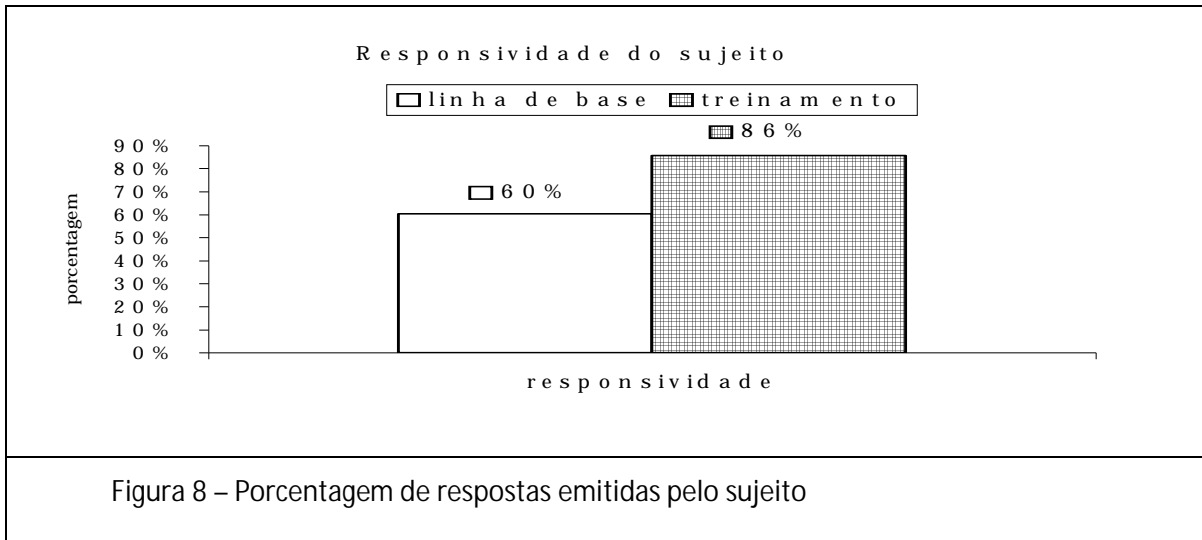 Responsividade do sujeito
linha de base treinamento
86%
90%
80%
70%
60%
60%
50%
40%
30%
20%
10%
0%
porcentagem
responsividade
Figura 8 – Porcentagem de respostas emitidas pelo sujeito